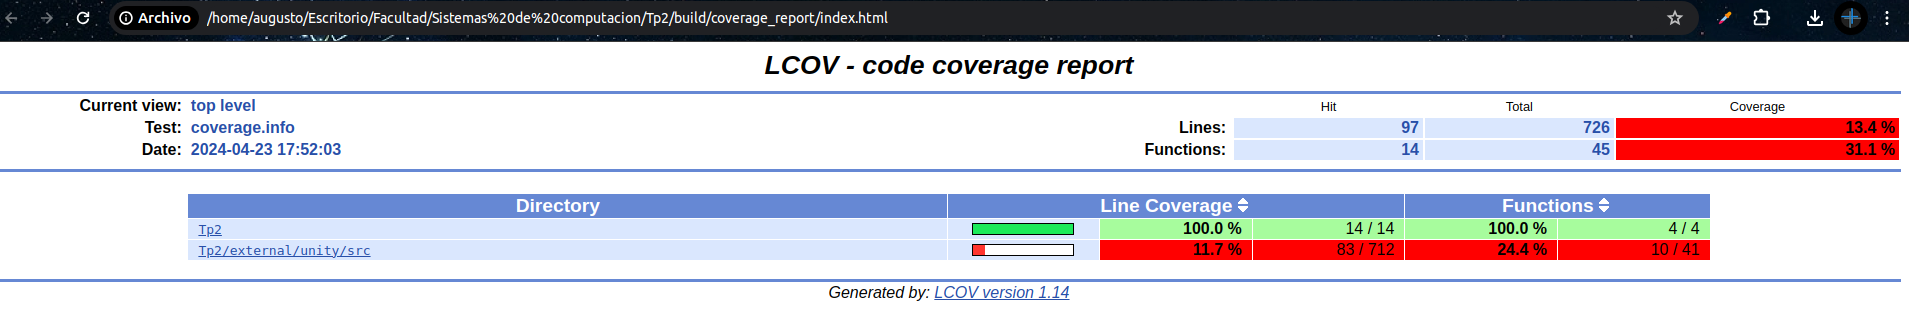 Archivo /home/augusto/Escritorio/Facultad/Sistemas%20de%20computacion/Tp2/build/coverage_report/index.html
LCOV - code coverage report
Current view: top level Hit Total Coverage
Test: coverage.info Lines: 97 726 13.4 %
Date: 2024-04-23 17:52:03 Functions: 14 45 31.1 %
Directory Line Coverage Functions
Tp2 100.0 % 14 / 14 100.0 % 4 / 4
Tp2/external/unity/src 11.7 % 83 / 712 24.4 % 10 / 41
Generated by: LCOV version 1.14